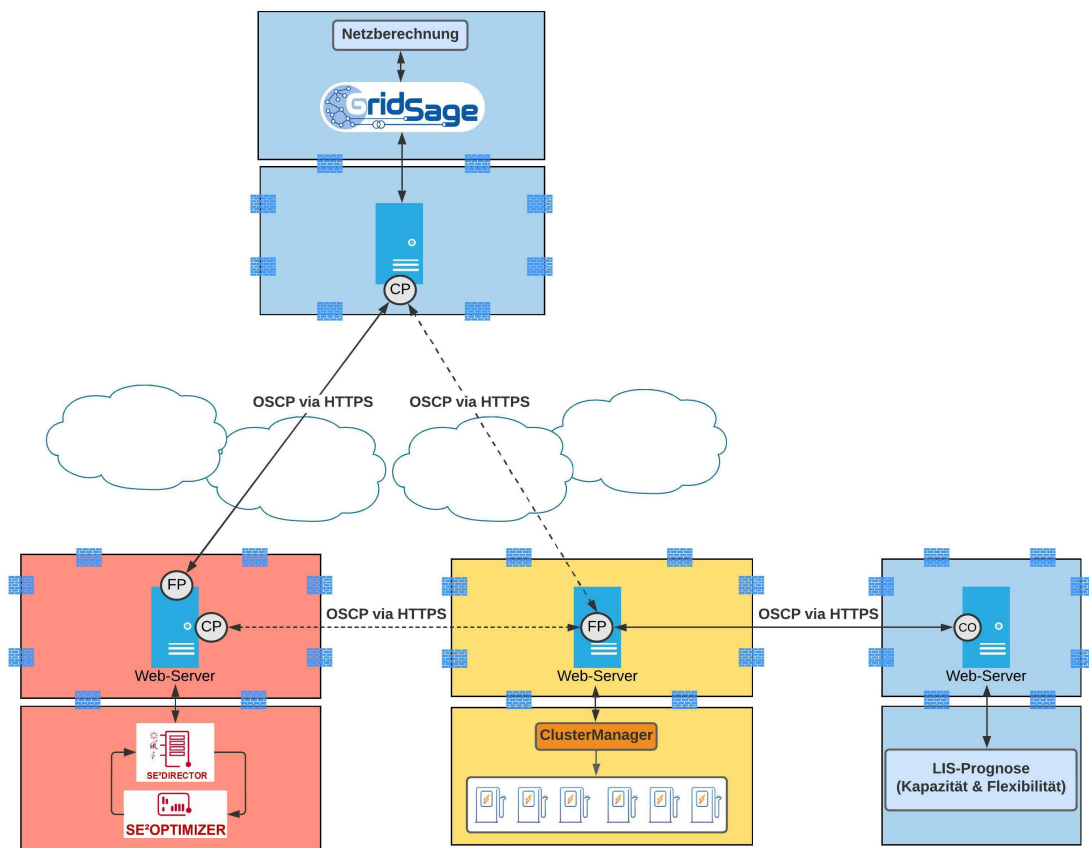 Netzberechnung
GridSage
CP
OSCP via HTTPS
OSCP via HTTPS
FP
CP
Web-Server
OSCP via HTTPS
FP
Web-Server
OSCP via HTTPS
CO
Web-Server
SE²DIRECTOR
SE²OPTIMIZER
ClusterManager
LIS-Prognose
(Kapazität & Flexibilität)